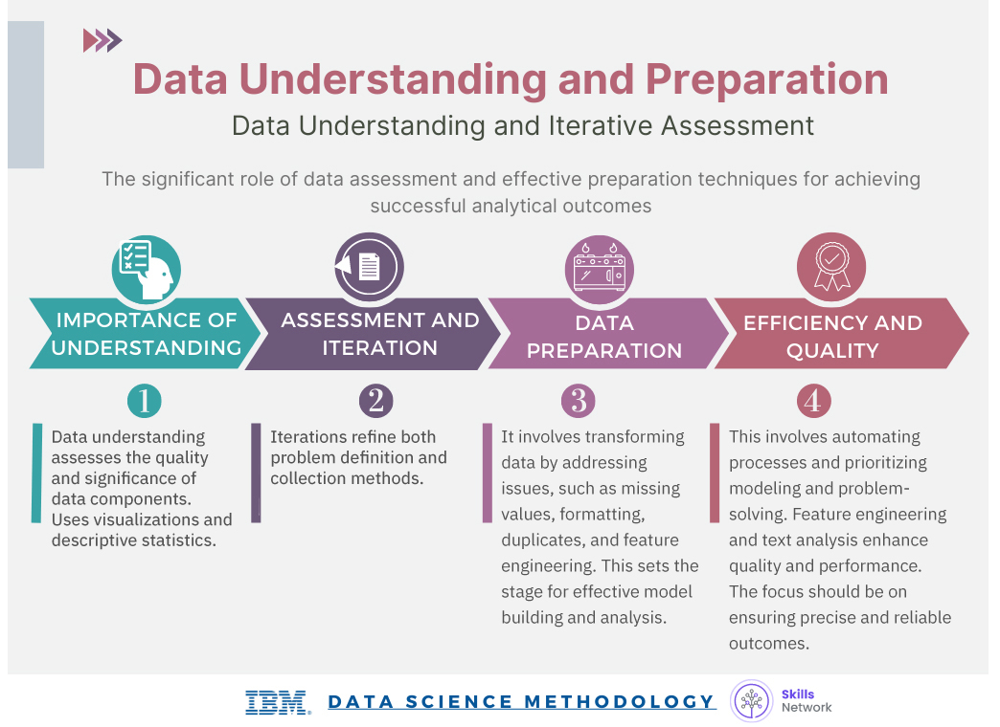 Data Understanding and Preparation
Data Understanding and Iterative Assessment
The significant role of data assessment and effective preparation techniques for achieving
successful analytical outcomes
IMPORTANCE OF
UNDERSTANDING
1
Data understanding
assesses the quality
and significance of
data components.
Uses visualizations and
descriptive statistics.
ASSESSMENT AND
ITERATION
2
Iterations refine both
problem definition and
collection methods.
DATA
PREPARATION
3
It involves transforming
data by addressing
issues, such as missing
values, formatting,
duplicates, and feature
engineering. This sets the
stage for effective model
building and analysis.
EFFICIENCY AND
QUALITY
4
This involves automating
processes and prioritizing
modeling and problem-
solving. Feature engineering
and text analysis enhance
quality and performance.
The focus should be on
ensuring precise and reliable
outcomes.
IBM®
DATA SCIENCE METHODOLOGY
Skills
Network